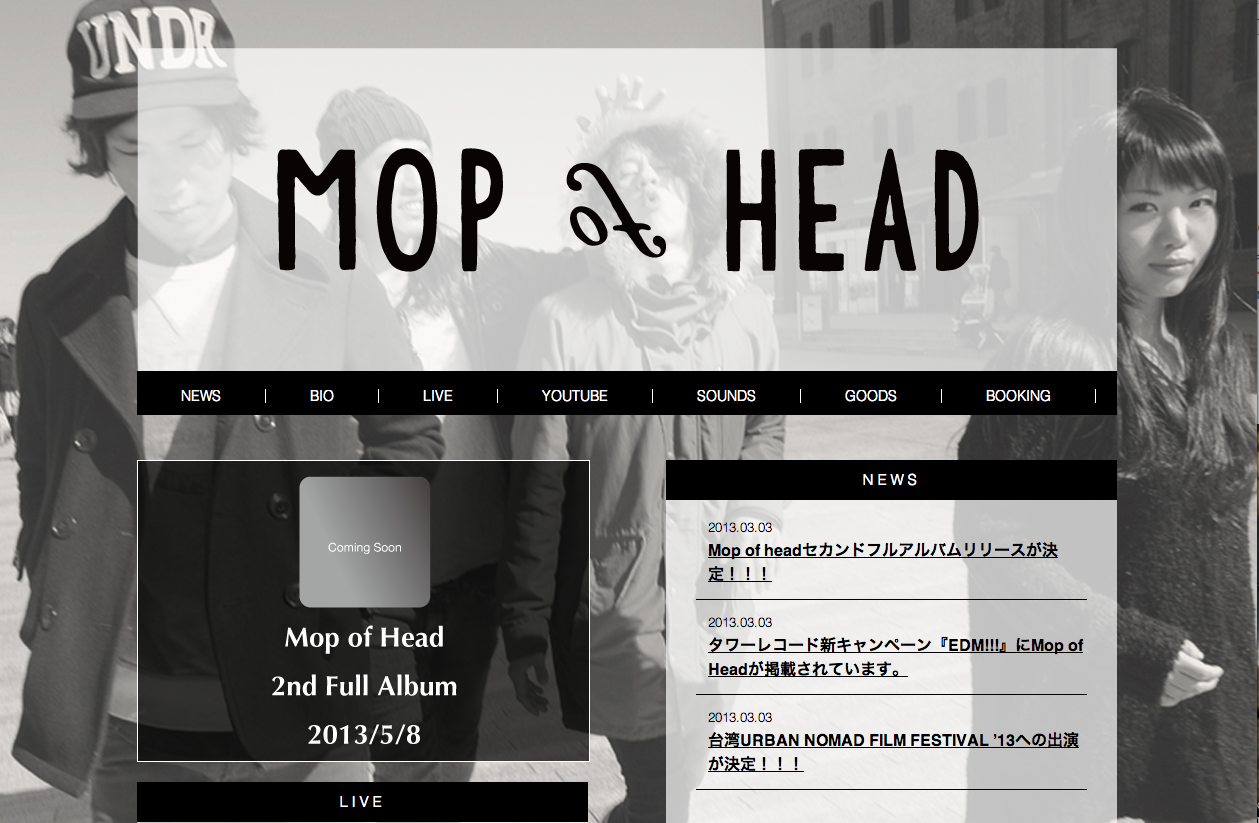 UNDR
MOP of HEAD
NEWS
BIO
LIVE
YOUTUBE
SOUNDS
GOODS
BOOKING
Coming Soon
Mop of Head
2nd Full Album
2013/5/8
LIVE
NEWS
2013.03.03
Mop of headセカンドフルアルバムリリースが決
定！！！
2013.03.03
タワーレコード新キャンペーン『EDM!!!』にMop of
Headが掲載されています。
2013.03.03
台湾URBAN NOMAD FILM FESTIVAL ’13への出演
が決定！！！